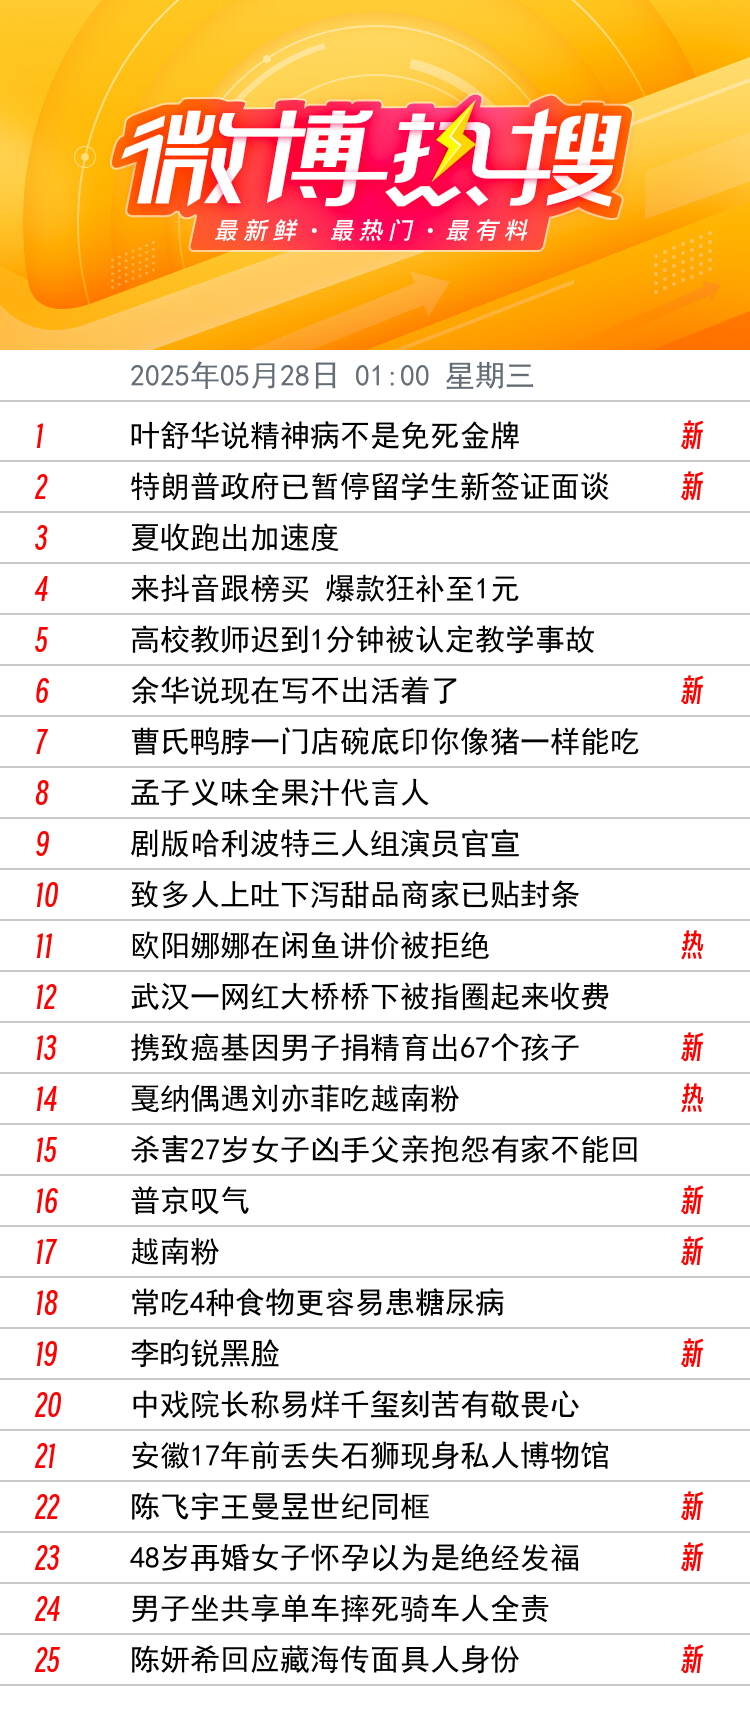 微博热搜
最新鲜·最热门·最有料
2025年05月28日 01:00 星期三
1 叶舒华说精神病不是免死金牌 新
2 特朗普政府已暂停留学生新签证面谈 新
3 夏收跑出加速度
4 来抖音跟榜买 爆款狂补至1元
5 高校教师迟到1分钟被认定教学事故
6 余华说现在写不出活着了 新
7 曹氏鸭脖一门店碗底印你像猪一样能吃
8 孟子义味全果汁代言人
9 剧版哈利波特三人组演员官宣
10 致多人上吐下泻甜品商家已贴封条
11 欧阳娜娜在闲鱼讲价被拒绝 热
12 武汉一网红大桥桥下被指圈起来收费
13 携致癌基因男子捐精育出67个孩子 新
14 戛纳偶遇刘亦菲吃越南粉 热
15 杀害27岁女子凶手父亲抱怨有家不能回
16 普京叹气 新
17 越南粉 新
18 常吃4种食物更容易患糖尿病
19 李昀锐黑脸 新
20 中戏院长称易烊千玺刻苦有敬畏心
21 安徽17年前丢失石狮现身私人博物馆
22 陈飞宇王曼昱世纪同框 新
23 48岁再婚女子怀孕以为是绝经发福 新
24 男子坐共享单车摔死骑车人全责
25 陈妍希回应藏海传面具人身份 新